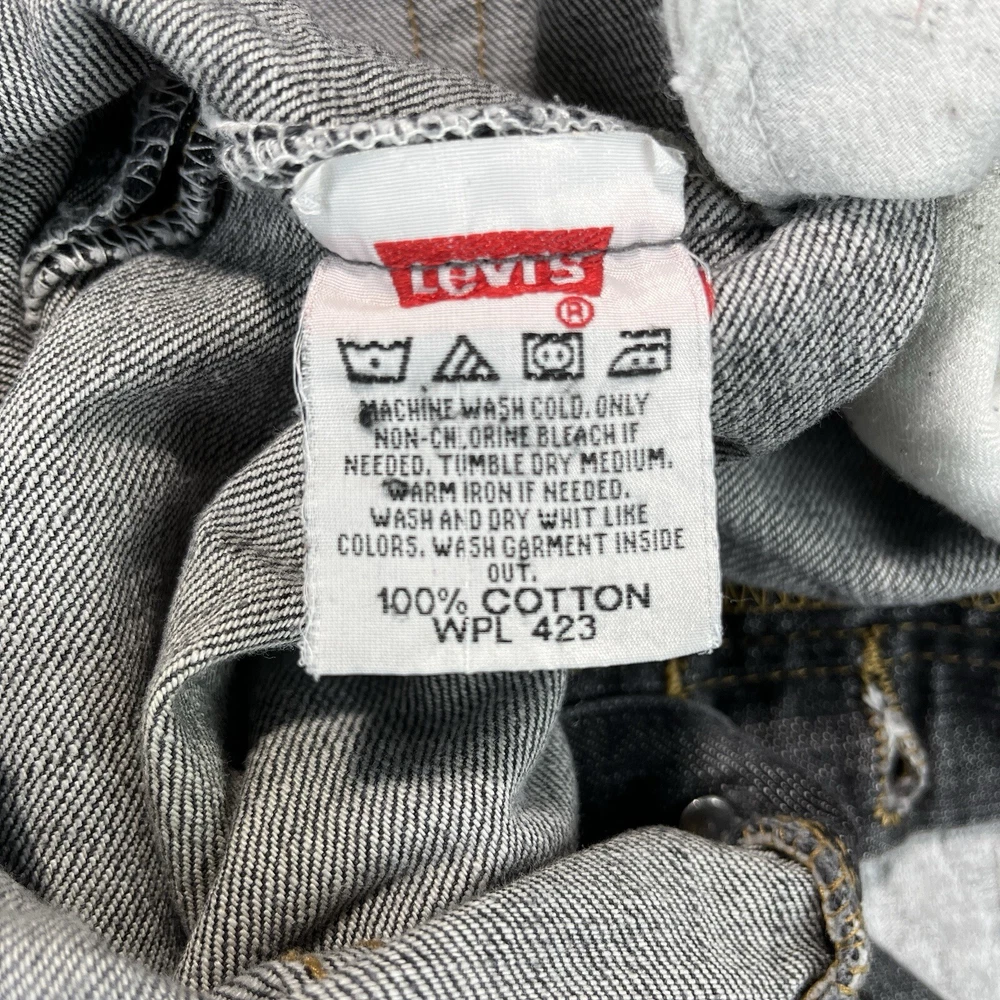 Levi's
®
MACHINE WASH COLD. ONLY
NON-CHLORINE BLEACH IF
NEEDED. TUMBLE DRY MEDIUM.
WARM IRON IF NEEDED.
WASH AND DRY WHIT LIKE
COLORS. WASH GARMENT INSIDE
OUT.
100% COTTON
WPL 423